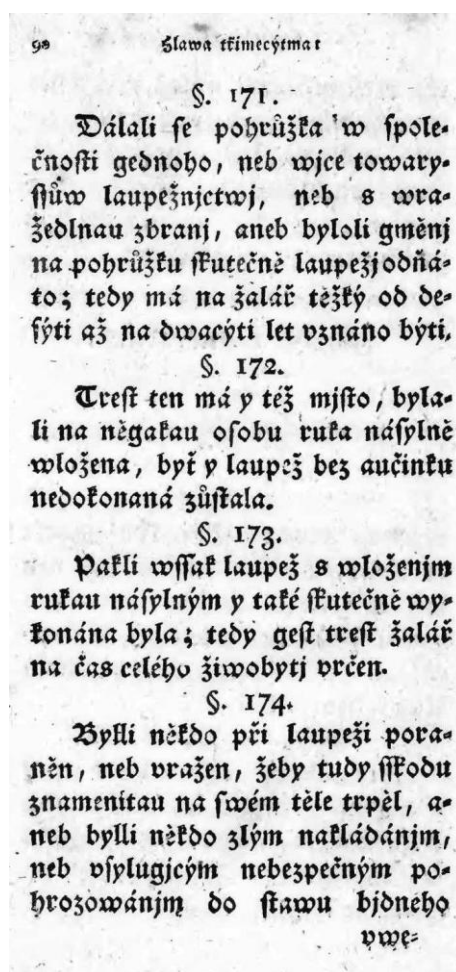 98 Slawa třimecýtmat
§. 171.
Dálali se pohrůžka w spole-
čnosti gednoho, neb wjce towary-
ssůw laupežnjctwj, neb s wra-
žedlnau zbranj, aneb byloli gměnj
na pohrůžku skutečně laupežj odňá-
to; tedy má na žalář těžký od de-
sýti až na dwacýti let vznáno býti.
§. 172.
Trest ten má y též mjsto, byla-
li na něgakau osobu ruka násylně
wložena, byť y laupež bez aučinku
nedokonaná zůstala.
§. 173.
Pakli wssak laupež s wloženjm
rukau násylným y také skutečně wy-
konána byla; tedy gest trest žalář
na čas celého žiwobytj vrčen.
§. 174.
Bylli někdo při laupeži pora-
něn, neb vražen, žeby tudy sskodu
znamenitau na swém těle trpěl, a-
neb bylli někdo zlým nakládánjm,
neb vsylugjcým nebezpečným po-
hrozowánjm do stawu bjdného
vwe-